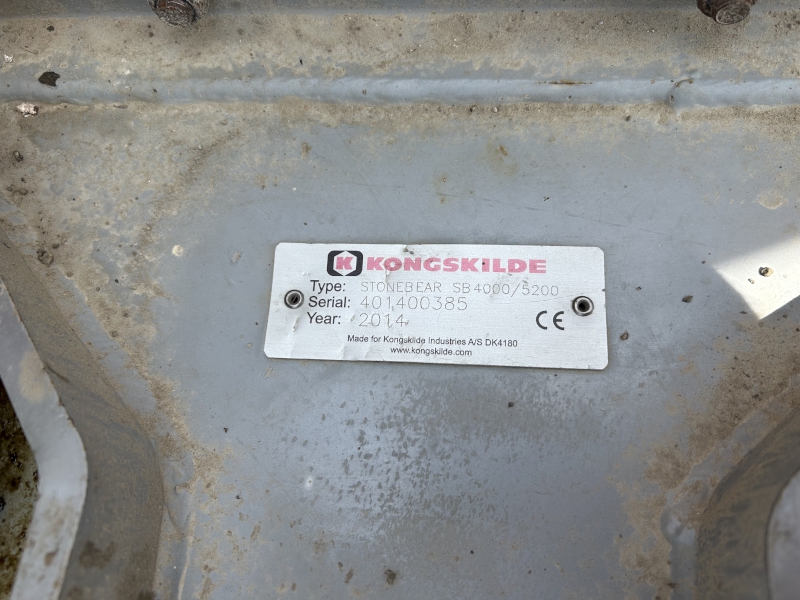 K KONGSKILDE
Type: STONEBEAR SB4000/5200
Serial: 401400385
Year: 2014
CE
Made for Kongskilde Industries A/S DK4180
www.kongskilde.com